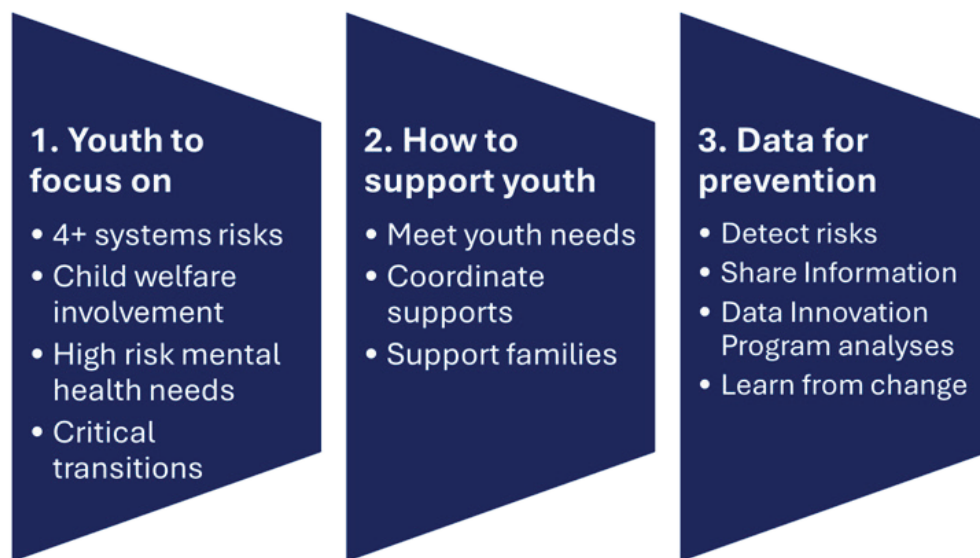 1. Youth to
focus on
• 4+ systems risks
• Child welfare
involvement
• High risk mental
health needs
• Critical
transitions
2. How to
support youth
• Meet youth needs
• Coordinate
supports
• Support families
3. Data for
prevention
• Detect risks
• Share Information
• Data Innovation
Program analyses
• Learn from change